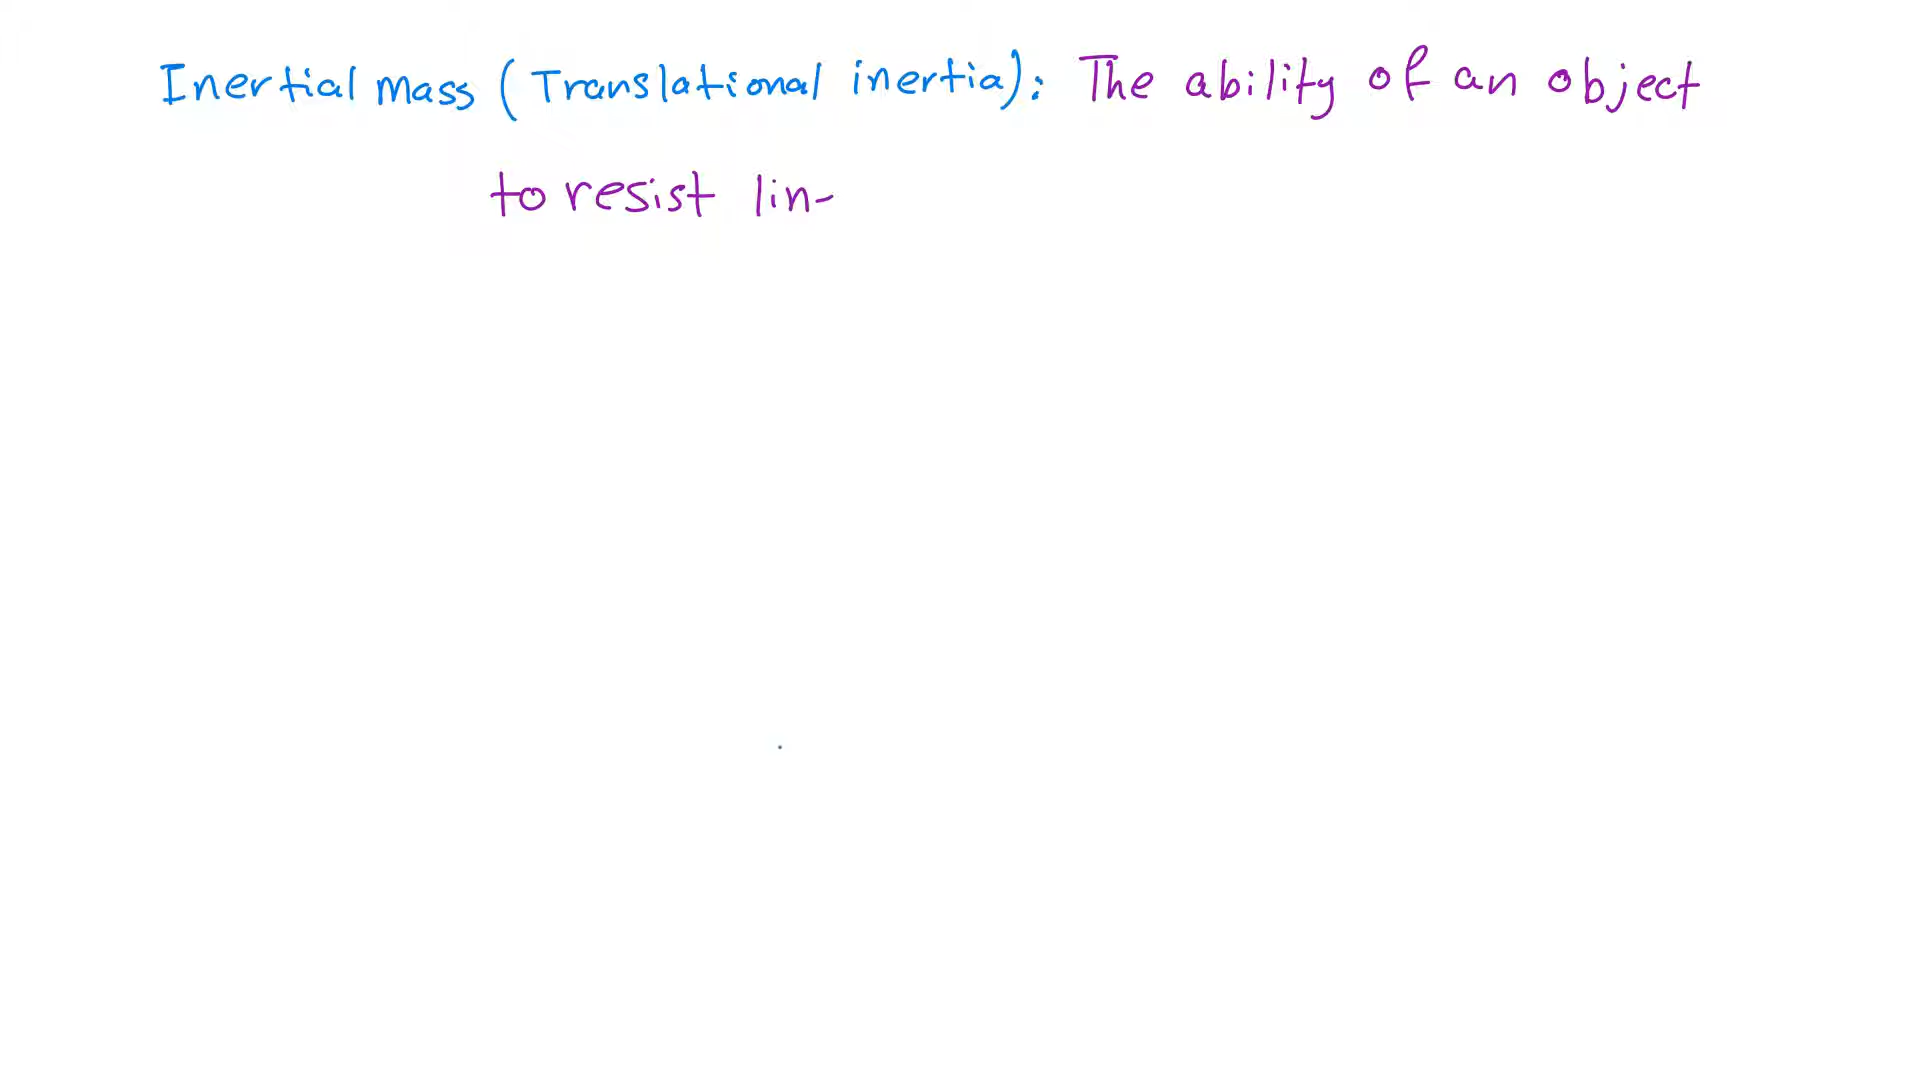 Inertial mass (Translational inertia): The ability of an object
to resist lin-